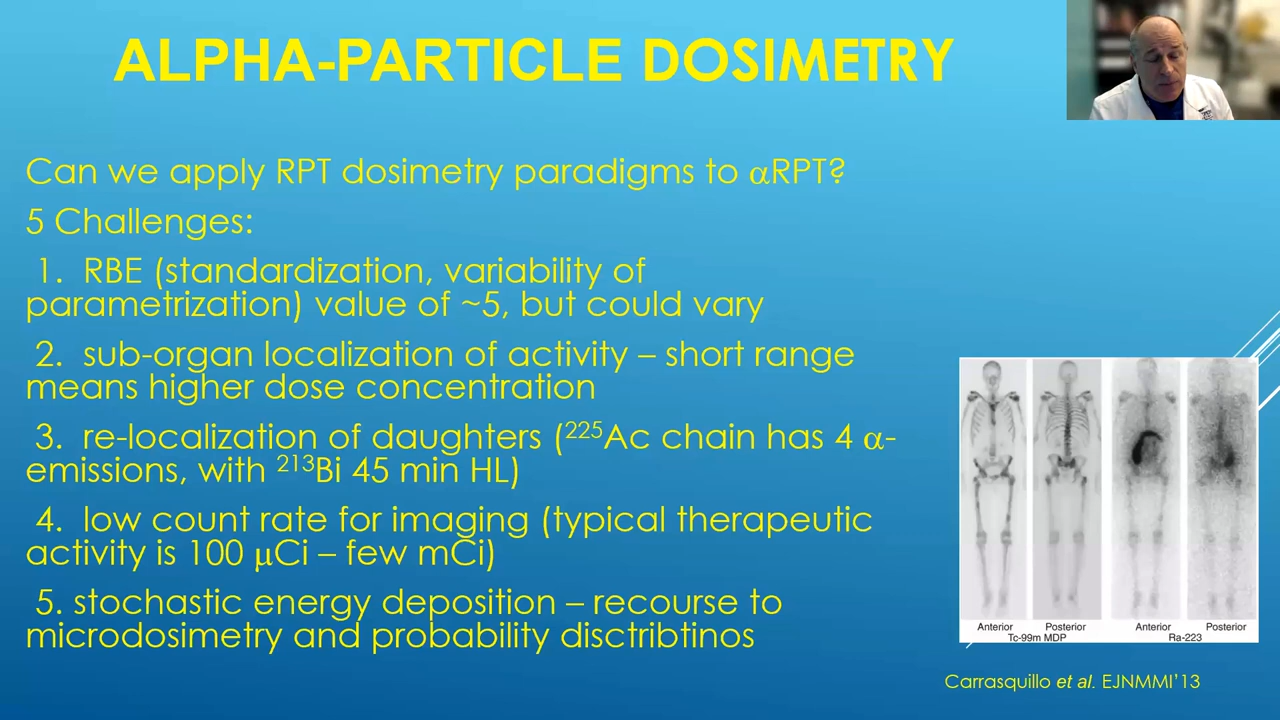 ALPHA-PARTICLE DOSIMETRY
Can we apply RPT dosimetry paradigms to αRPT?
5 Challenges:
1. RBE (standardization, variability of
parametrization) value of ~5, but could vary
2. sub-organ localization of activity – short range
means higher dose concentration
3. re-localization of daughters (²²⁵Ac chain has 4 α-
emissions, with ²¹³Bi 45 min HL)
4. low count rate for imaging (typical therapeutic
activity is 100 μCi – few mCi)
5. stochastic energy deposition – recourse to
microdosimetry and probability disctribtinos
Anterior Posterior Anterior Posterior
Tc-99m MDP Ra-223
Carrasquillo et al. EJNMMI’13